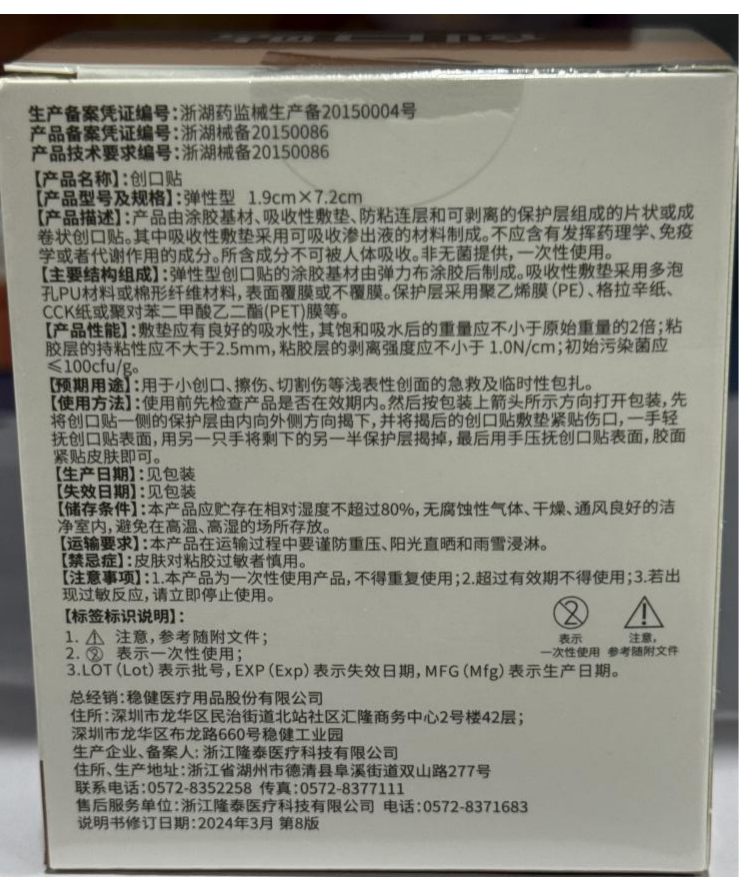 生产备案凭证编号:浙湖药监械生产备20150004号
产品备案凭证编号:浙湖械备20150086
产品技术要求编号:浙湖械备20150086
【产品名称】:创口贴
【产品型号及规格】:弹性型 1.9cm×7.2cm
【产品描述】:产品由涂胶基材、吸收性敷垫、防粘连层和可剥离的保护层组成的片状或成
卷状创口贴。其中吸收性敷垫采用可吸收渗出液的材料制成。不应含有发挥药理学、免疫
学或者代谢作用的成分。所含成分不可被人体吸收。非无菌提供,一次性使用。
【主要结构组成】:弹性型创口贴的涂胶基材由弹力布涂胶后制成。吸收性敷垫采用多泡
孔PU材料或棉形纤维材料,表面覆膜或不覆膜。保护层采用聚乙烯膜(PE)、格拉辛纸、
CCK纸或聚对苯二甲酸乙二酯(PET)膜等。
【产品性能】:敷垫应有良好的吸水性,其饱和吸水后的重量应不小于原始重量的2倍;粘
胶层的持粘性应不大于2.5mm,粘胶层的剥离强度应不小于 1.0N/cm;初始污染菌应
≤100cfu/g。
【预期用途】:用于小创口、擦伤、切割伤等浅表性创面的急救及临时性包扎。
【使用方法】:使用前先检查产品是否在效期内。然后按包装上箭头所示方向打开包装,先
将创口贴一侧的保护层由内向外侧方向揭下,并将揭后的创口贴敷垫紧贴伤口,一手轻
抚创口贴表面,用另一只手将剩下的另一半保护层揭掉,最后用手压抚创口贴表面,胶面
紧贴皮肤即可。
【生产日期】:见包装
【失效日期】:见包装
【储存条件】:本产品应贮存在相对湿度不超过80%,无腐蚀性气体、干燥、通风良好的洁
净室内,避免在高温、高湿的场所存放。
【运输要求】:本产品在运输过程中要谨防重压、阳光直晒和雨雪浸淋。
【禁忌症】:皮肤对粘胶过敏者慎用。
【注意事项】:1.本产品为一次性使用产品,不得重复使用;2.超过有效期不得使用;3.若出
现过敏反应,请立即停止使用。
【标签标识说明】:
1. ⚠ 注意,参考随附文件;
2. ② 表示一次性使用;
3.LOT(Lot)表示批号,EXP(Exp)表示失效日期,MFG(Mfg)表示生产日期。
表示
一次性使用
注意,
参考随附文件
总经销:稳健医疗用品股份有限公司
住所:深圳市龙华区民治街道北站社区汇隆商务中心2号楼42层;
深圳市龙华区布龙路660号稳健工业园
生产企业、备案人:浙江隆泰医疗科技有限公司
住所、生产地址:浙江省湖州市德清县阜溪街道双山路277号
联系电话:0572-8352258 传真:0572-8377111
售后服务单位:浙江隆泰医疗科技有限公司 电话:0572-8371683
说明书修订日期:2024年3月 第8版